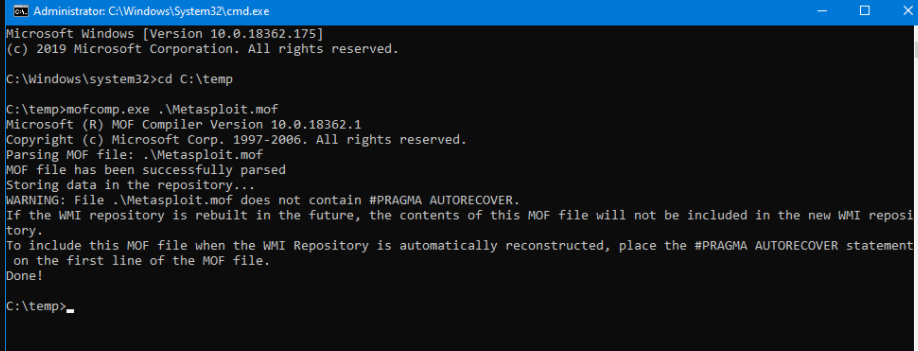 Administrator: C:\Windows\System32\cmd.exe
Microsoft Windows [Version 10.0.18362.175]
(c) 2019 Microsoft Corporation. All rights reserved.
C:\Windows\system32>cd C:\temp
C:\temp>mofcomp.exe .\Metasploit.mof
Microsoft (R) MOF Compiler Version 10.0.18362.1
Copyright (c) Microsoft Corp. 1997-2006. All rights reserved.
Parsing MOF file: .\Metasploit.mof
MOF file has been successfully parsed
Storing data in the repository...
WARNING: File .\Metasploit.mof does not contain #PRAGMA AUTORECOVER.
If the WMI repository is rebuilt in the future, the contents of this MOF file will not be included in the new WMI reposi
tory.
To include this MOF file when the WMI Repository is automatically reconstructed, place the #PRAGMA AUTORECOVER statement
 on the first line of the MOF file.
Done!
C:\temp>